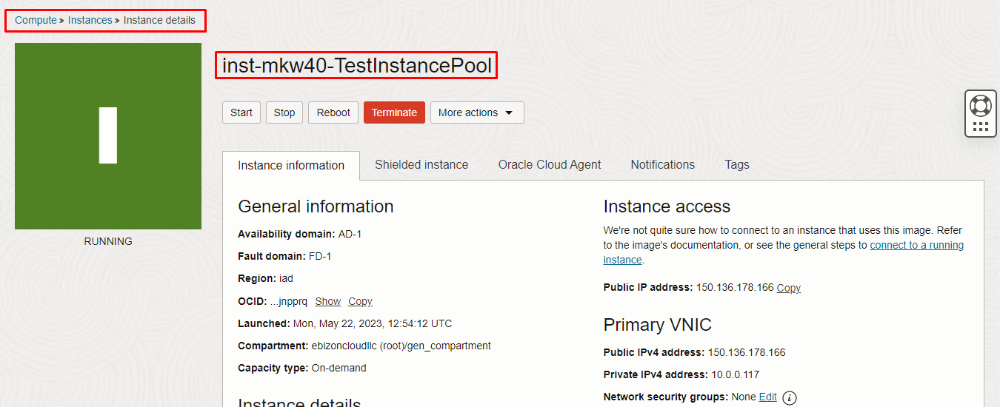 Compute » Instances » Instance details
inst-mkw40-TestInstancePool
Start Stop Reboot Terminate More actions
I
RUNNING
Instance information Shielded instance Oracle Cloud Agent Notifications Tags
General information
Availability domain: AD-1
Fault domain: FD-1
Region: iad
OCID: ...jnpprq Show Copy
Launched: Mon, May 22, 2023, 12:54:12 UTC
Compartment: ebizoncloudllc (root)/gen_compartment
Capacity type: On-demand
Instance details
Instance access
We're not quite sure how to connect to an instance that uses this image. Refer
to the image's documentation, or see the general steps to connect to a running
instance.
Public IP address: 150.136.178.166 Copy
Primary VNIC
Public IPv4 address: 150.136.178.166
Private IPv4 address: 10.0.0.117
Network security groups: None Edit i